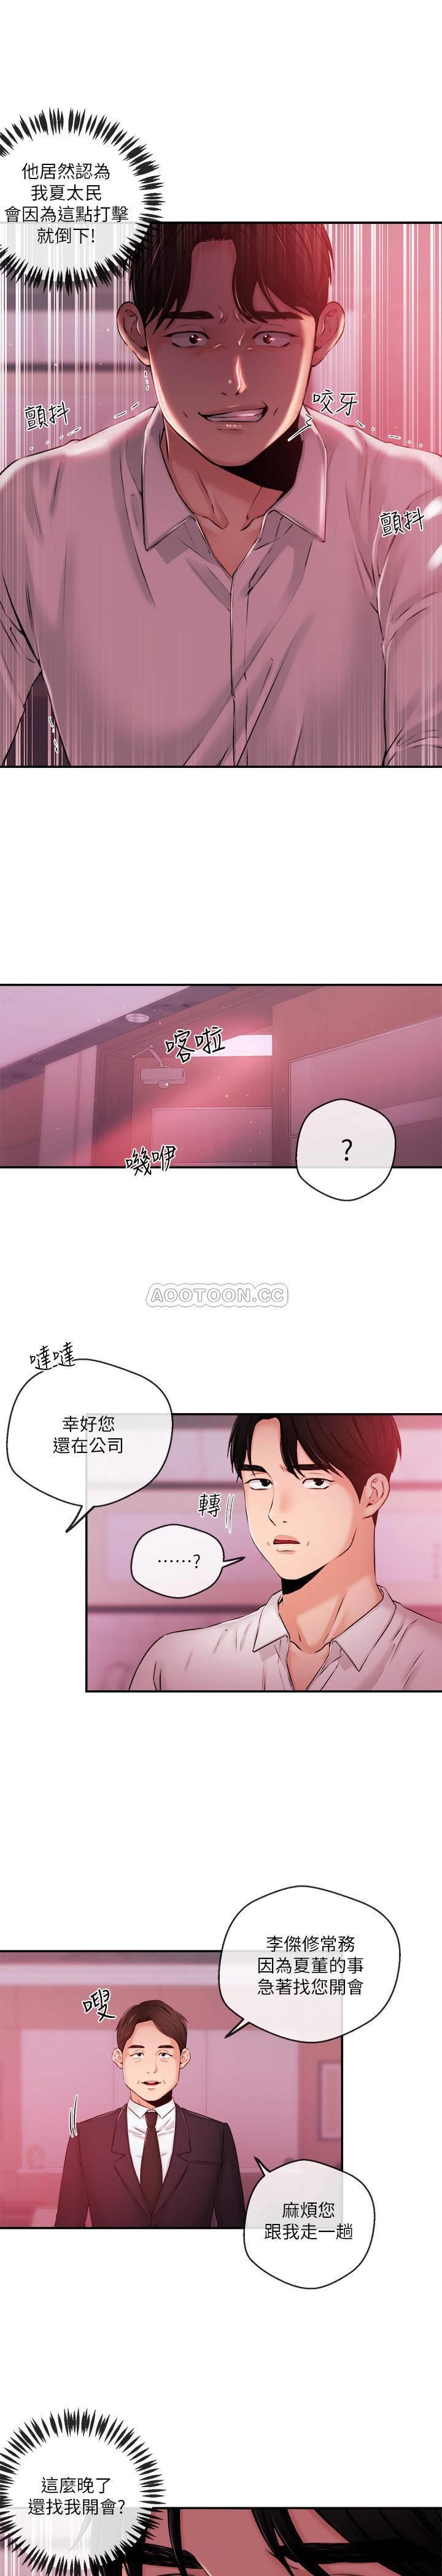 他居然認為
我夏太民
會因為這點打擊
就倒下!
咬牙
顫抖
顫抖
喀啦
嘰咿
?
AOOTOON.CC
噠噠
幸好您
還在公司
轉
……?
李傑修常務
因為夏董的事
急著找您開會
嗖
麻煩您
跟我走一趟
這麼晚了
還找我開會?